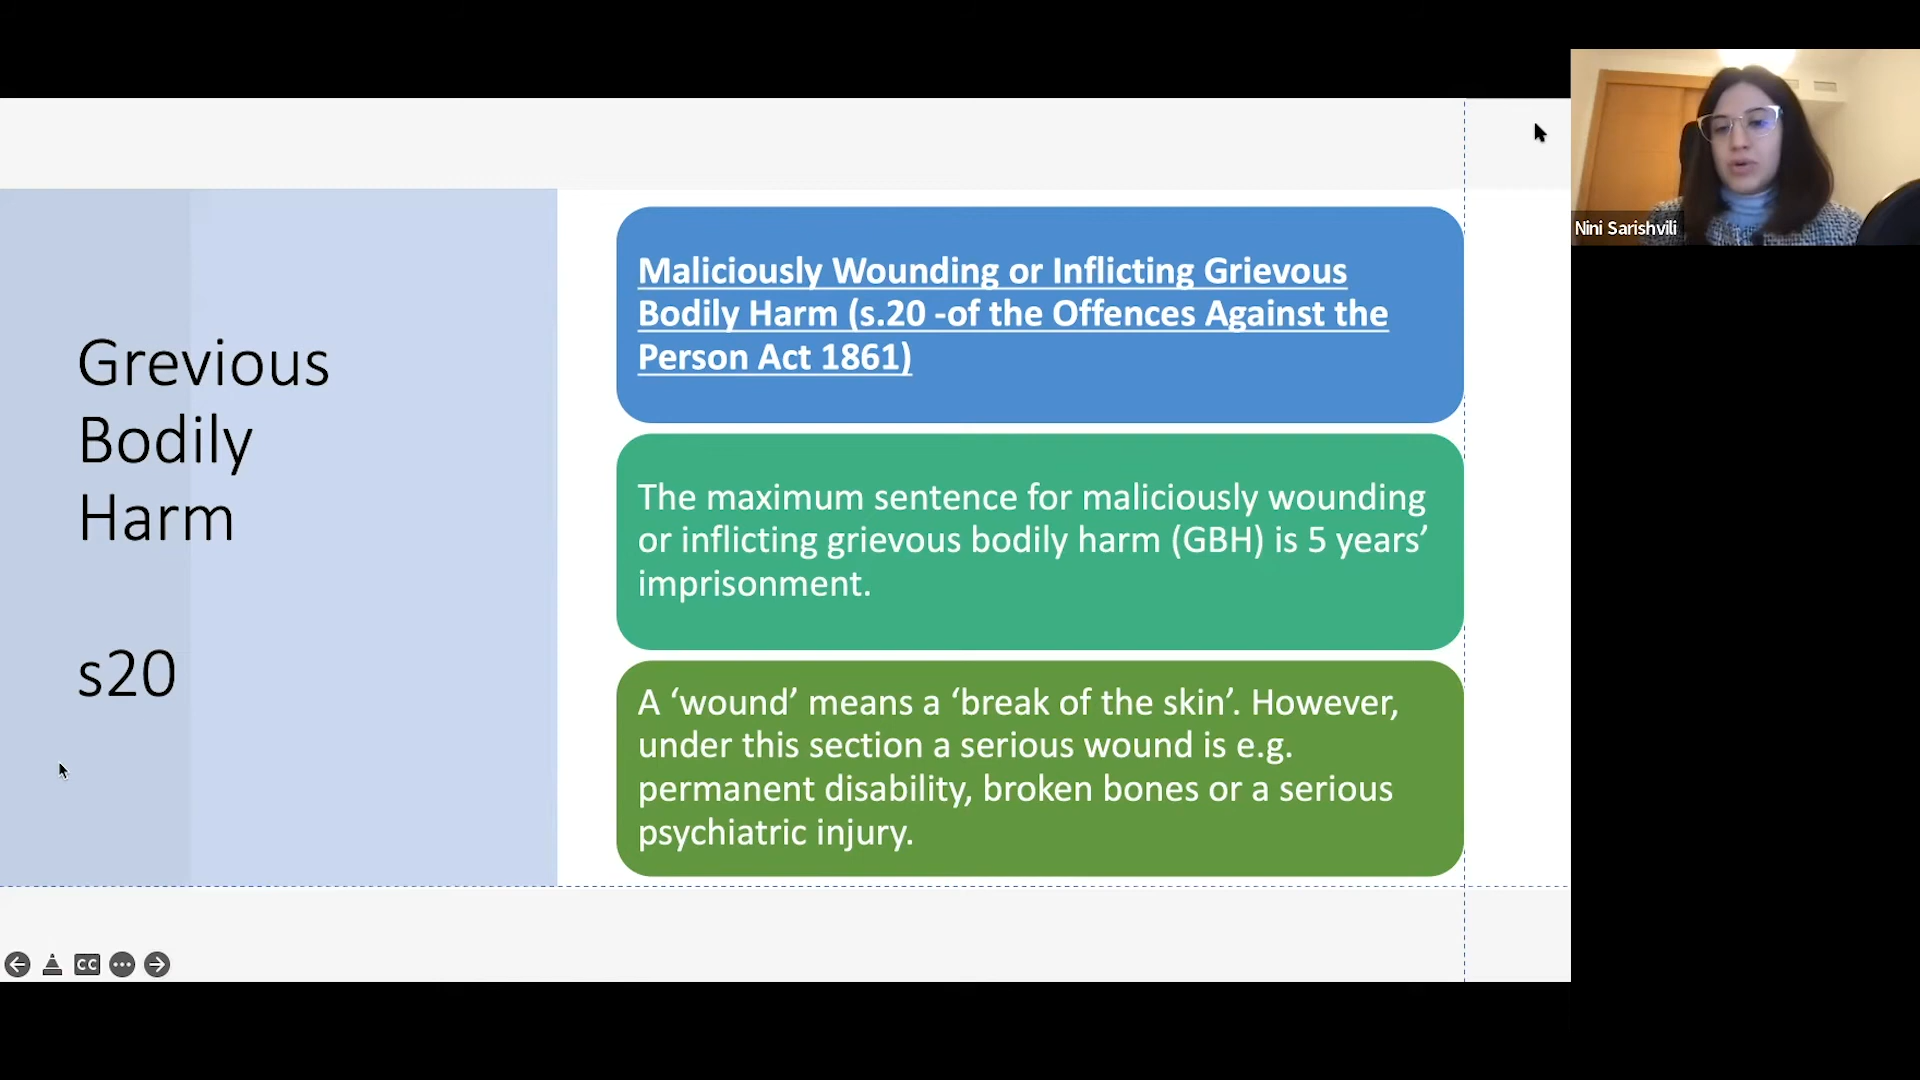 Grevious
Bodily
Harm
s20
Maliciously Wounding or Inflicting Grievous
Bodily Harm (s.20 -of the Offences Against the
Person Act 1861)
The maximum sentence for maliciously wounding
or inflicting grievous bodily harm (GBH) is 5 years’
imprisonment.
A ‘wound’ means a ‘break of the skin’. However,
under this section a serious wound is e.g.
permanent disability, broken bones or a serious
psychiatric injury.
Nini Sarishvili
CC